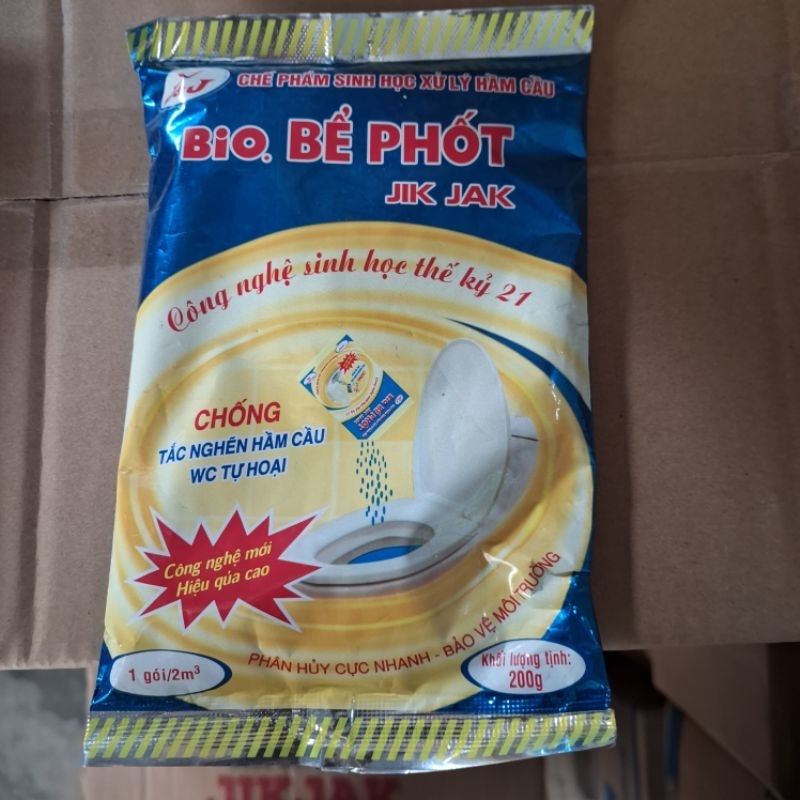 CHẾ PHẨM SINH HỌC XỬ LÝ HẦM CẦU
BiO. BỂ PHỐT
JIK JAK
Công nghệ sinh học thế kỷ 21
CHỐNG
TẮC NGHẼN HẦM CẦU
WC TỰ HOẠI
Công nghệ mới
Hiệu qủa cao
PHÂN HỦY CỰC NHANH - BẢO VỆ MÔI TRƯỜNG
1 gói/2m³
Khối lượng tịnh:
200g
JIK JAK